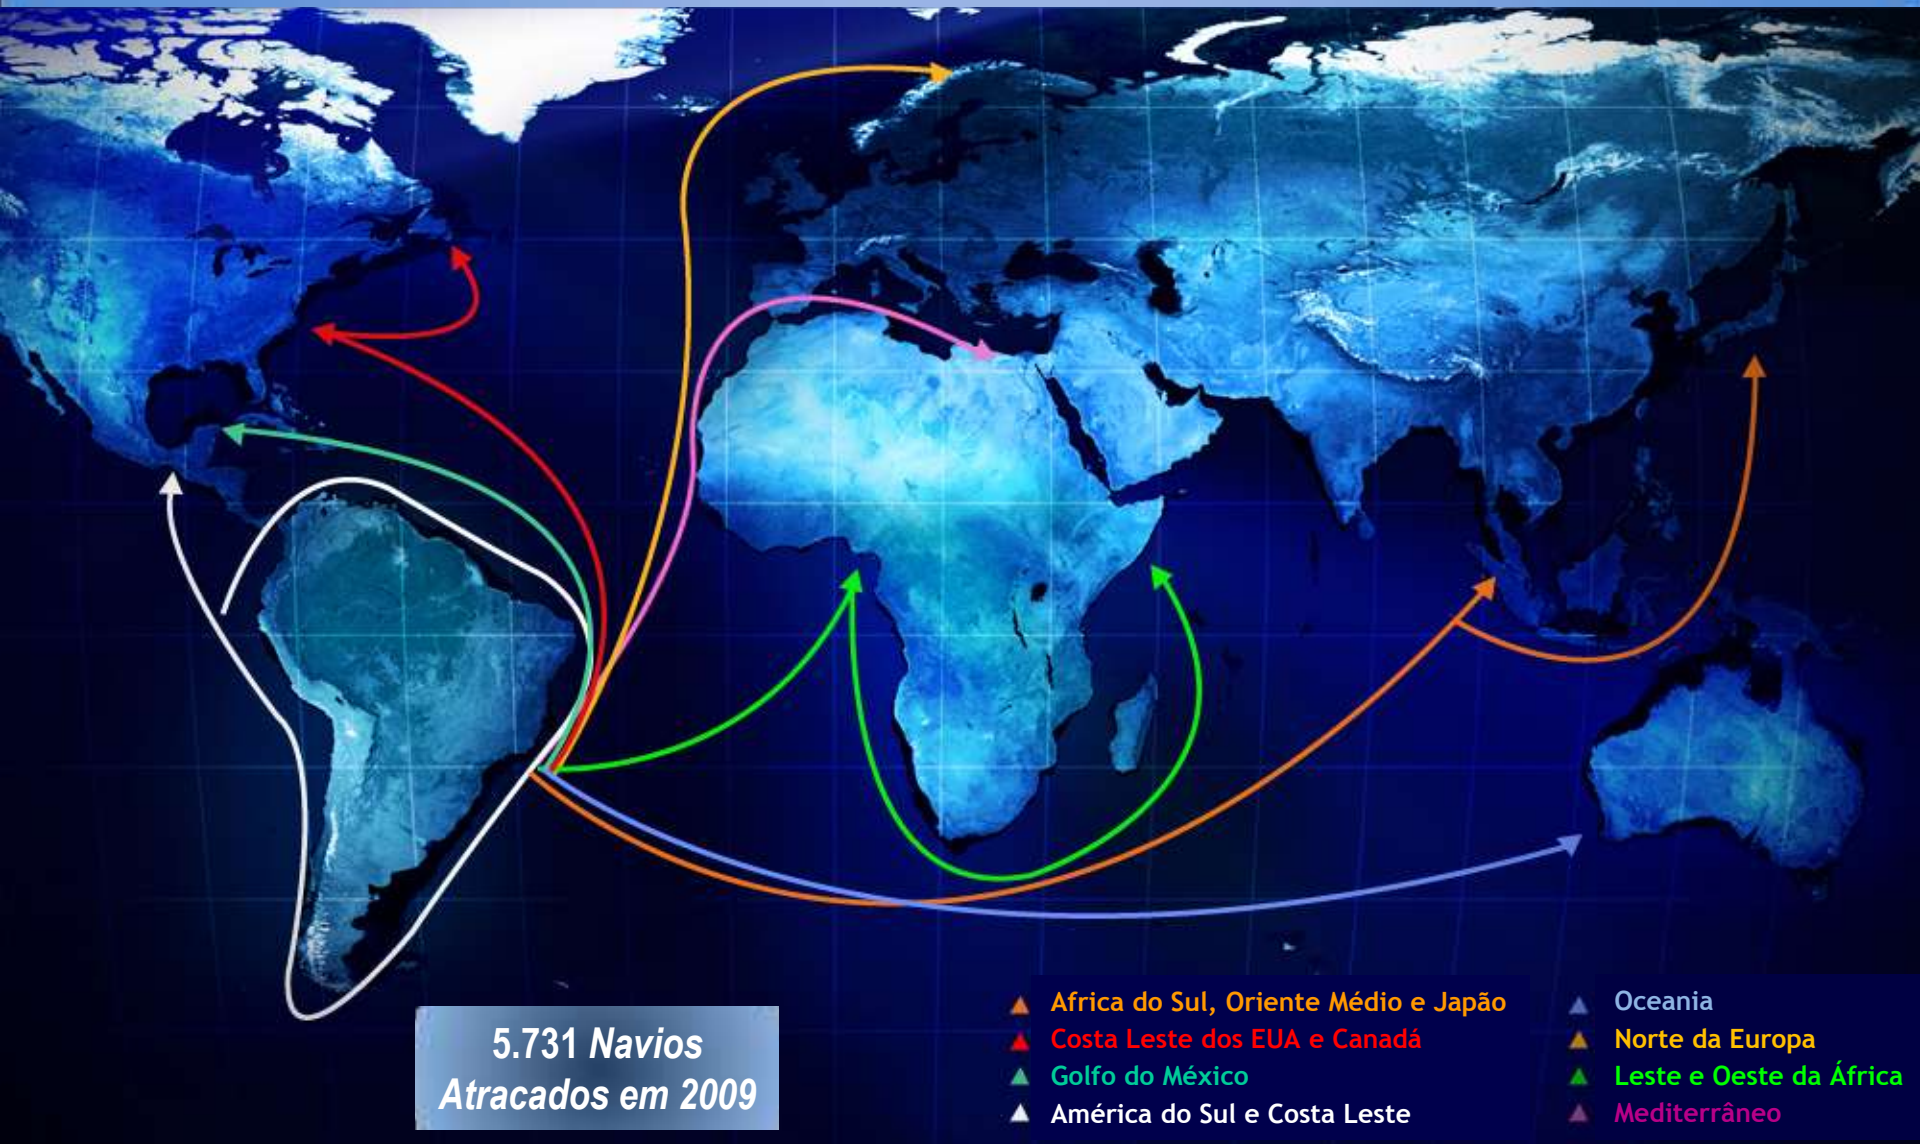 5.731 Navios
Atracados em 2009
Africa do Sul, Oriente Médio e Japão
Costa Leste dos EUA e Canadá
Golfo do México
América do Sul e Costa Leste
Oceania
Norte da Europa
Leste e Oeste da África
Mediterrâneo